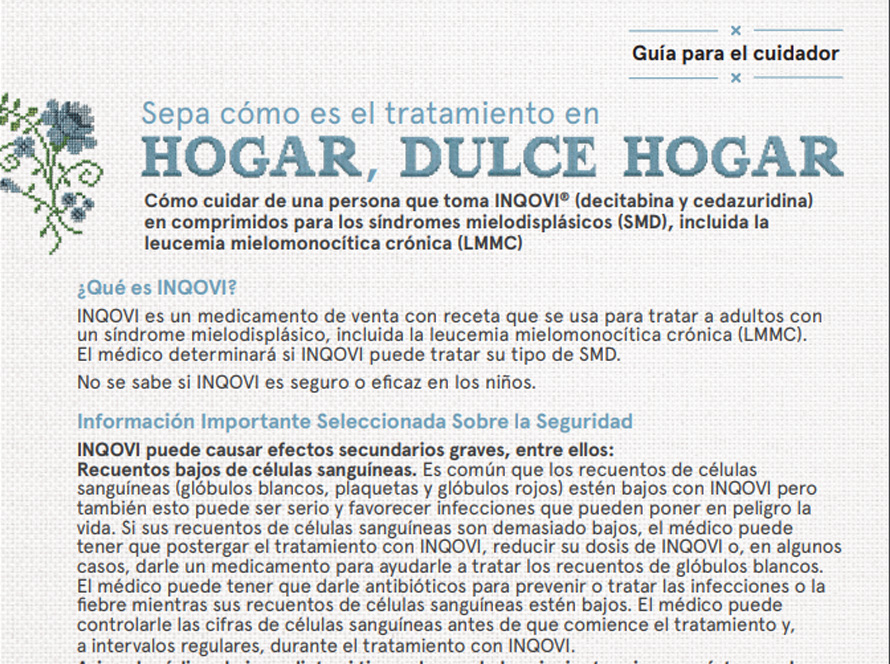 Guía para el cuidador
Sepa cómo es el tratamiento en
HOGAR, DULCE HOGAR
Cómo cuidar de una persona que toma INQOVI® (decitabina y cedazuridina)
en comprimidos para los síndromes mielodisplásicos (SMD), incluida la
leucemia mielomonocítica crónica (LMMC)
¿Qué es INQOVI?
INQOVI es un medicamento de venta con receta que se usa para tratar a adultos con
un síndrome mielodisplásico, incluida la leucemia mielomonocítica crónica (LMMC).
El médico determinará si INQOVI puede tratar su tipo de SMD.
No se sabe si INQOVI es seguro o eficaz en los niños.
Información Importante Seleccionada Sobre la Seguridad
INQOVI puede causar efectos secundarios graves, entre ellos:
Recuentos bajos de células sanguíneas. Es común que los recuentos de células
sanguíneas (glóbulos blancos, plaquetas y glóbulos rojos) estén bajos con INQOVI pero
también esto puede ser serio y favorecer infecciones que pueden poner en peligro la
vida. Si sus recuentos de células sanguíneas son demasiado bajos, el médico puede
tener que postergar el tratamiento con INQOVI, reducir su dosis de INQOVI o, en algunos
casos, darle un medicamento para ayudarle a tratar los recuentos de glóbulos blancos.
El médico puede tener que darle antibióticos para prevenir o tratar las infecciones o la
fiebre mientras sus recuentos de células sanguíneas estén bajos. El médico puede
controlarle las cifras de células sanguíneas antes de que comience el tratamiento y,
a intervalos regulares, durante el tratamiento con INQOVI.